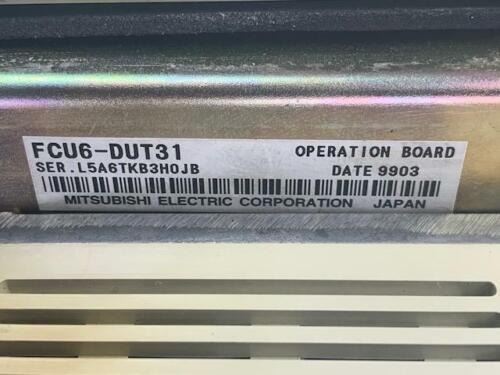 FCU6-DUT31 OPERATION BOARD
SER.L5A6TKB3H0JB DATE 9903
MITSUBISHI ELECTRIC CORPORATION JAPAN